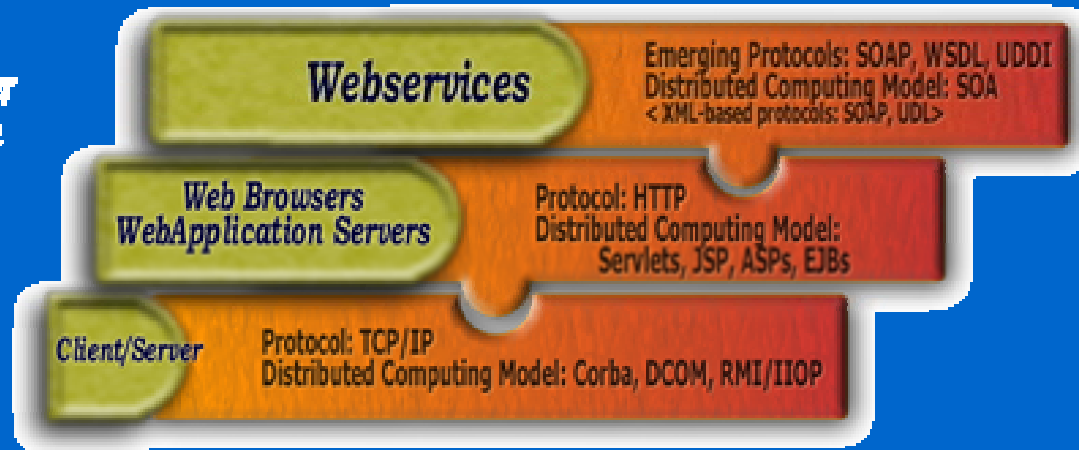 Webservices
Emerging Protocols: SOAP, WSDL, UDDI
Distributed Computing Model: SOA
< XML-based protocols: SOAP, UDL>
Web Browsers
WebApplication Servers
Protocol: HTTP
Distributed Computing Model:
Servlets, JSP, ASPs, EJBs
Client/Server
Protocol: TCP/IP
Distributed Computing Model: Corba, DCOM, RMI/IIOP